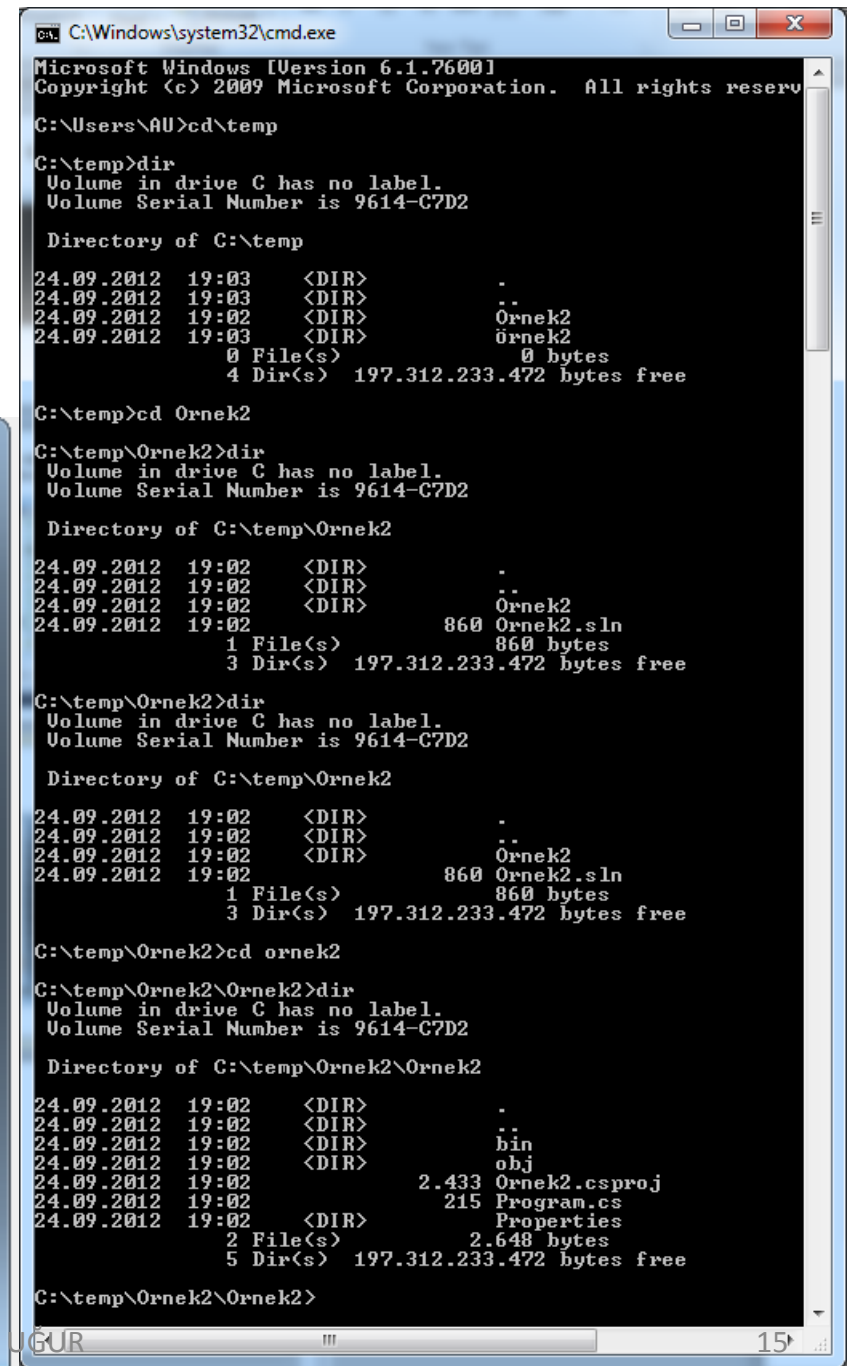 C:\Windows\system32\cmd.exe
Microsoft Windows [Version 6.1.7600]
Copyright (c) 2009 Microsoft Corporation.  All rights reserv
C:\Users\AU>cd\temp
C:\temp>dir
 Volume in drive C has no label.
 Volume Serial Number is 9614-C7D2
 Directory of C:\temp
24.09.2012  19:03    <DIR>          .
24.09.2012  19:03    <DIR>          ..
24.09.2012  19:02    <DIR>          Ornek2
24.09.2012  19:03    <DIR>          örnek2
               0 File(s)              0 bytes
               4 Dir(s)  197.312.233.472 bytes free
C:\temp>cd Ornek2
C:\temp\Ornek2>dir
 Volume in drive C has no label.
 Volume Serial Number is 9614-C7D2
 Directory of C:\temp\Ornek2
24.09.2012  19:02    <DIR>          .
24.09.2012  19:02    <DIR>          ..
24.09.2012  19:02    <DIR>          Ornek2
24.09.2012  19:02               860 Ornek2.sln
               1 File(s)            860 bytes
               3 Dir(s)  197.312.233.472 bytes free
C:\temp\Ornek2>dir
 Volume in drive C has no label.
 Volume Serial Number is 9614-C7D2
 Directory of C:\temp\Ornek2
24.09.2012  19:02    <DIR>          .
24.09.2012  19:02    <DIR>          ..
24.09.2012  19:02    <DIR>          Ornek2
24.09.2012  19:02               860 Ornek2.sln
               1 File(s)            860 bytes
               3 Dir(s)  197.312.233.472 bytes free
C:\temp\Ornek2>cd ornek2
C:\temp\Ornek2\Ornek2>dir
 Volume in drive C has no label.
 Volume Serial Number is 9614-C7D2
 Directory of C:\temp\Ornek2\Ornek2
24.09.2012  19:02    <DIR>          .
24.09.2012  19:02    <DIR>          ..
24.09.2012  19:02    <DIR>          bin
24.09.2012  19:02    <DIR>          obj
24.09.2012  19:02             2.433 Ornek2.csproj
24.09.2012  19:02               215 Program.cs
24.09.2012  19:02    <DIR>          Properties
               2 File(s)          2.648 bytes
               5 Dir(s)  197.312.233.472 bytes free
C:\temp\Ornek2\Ornek2>
UĞUR 15